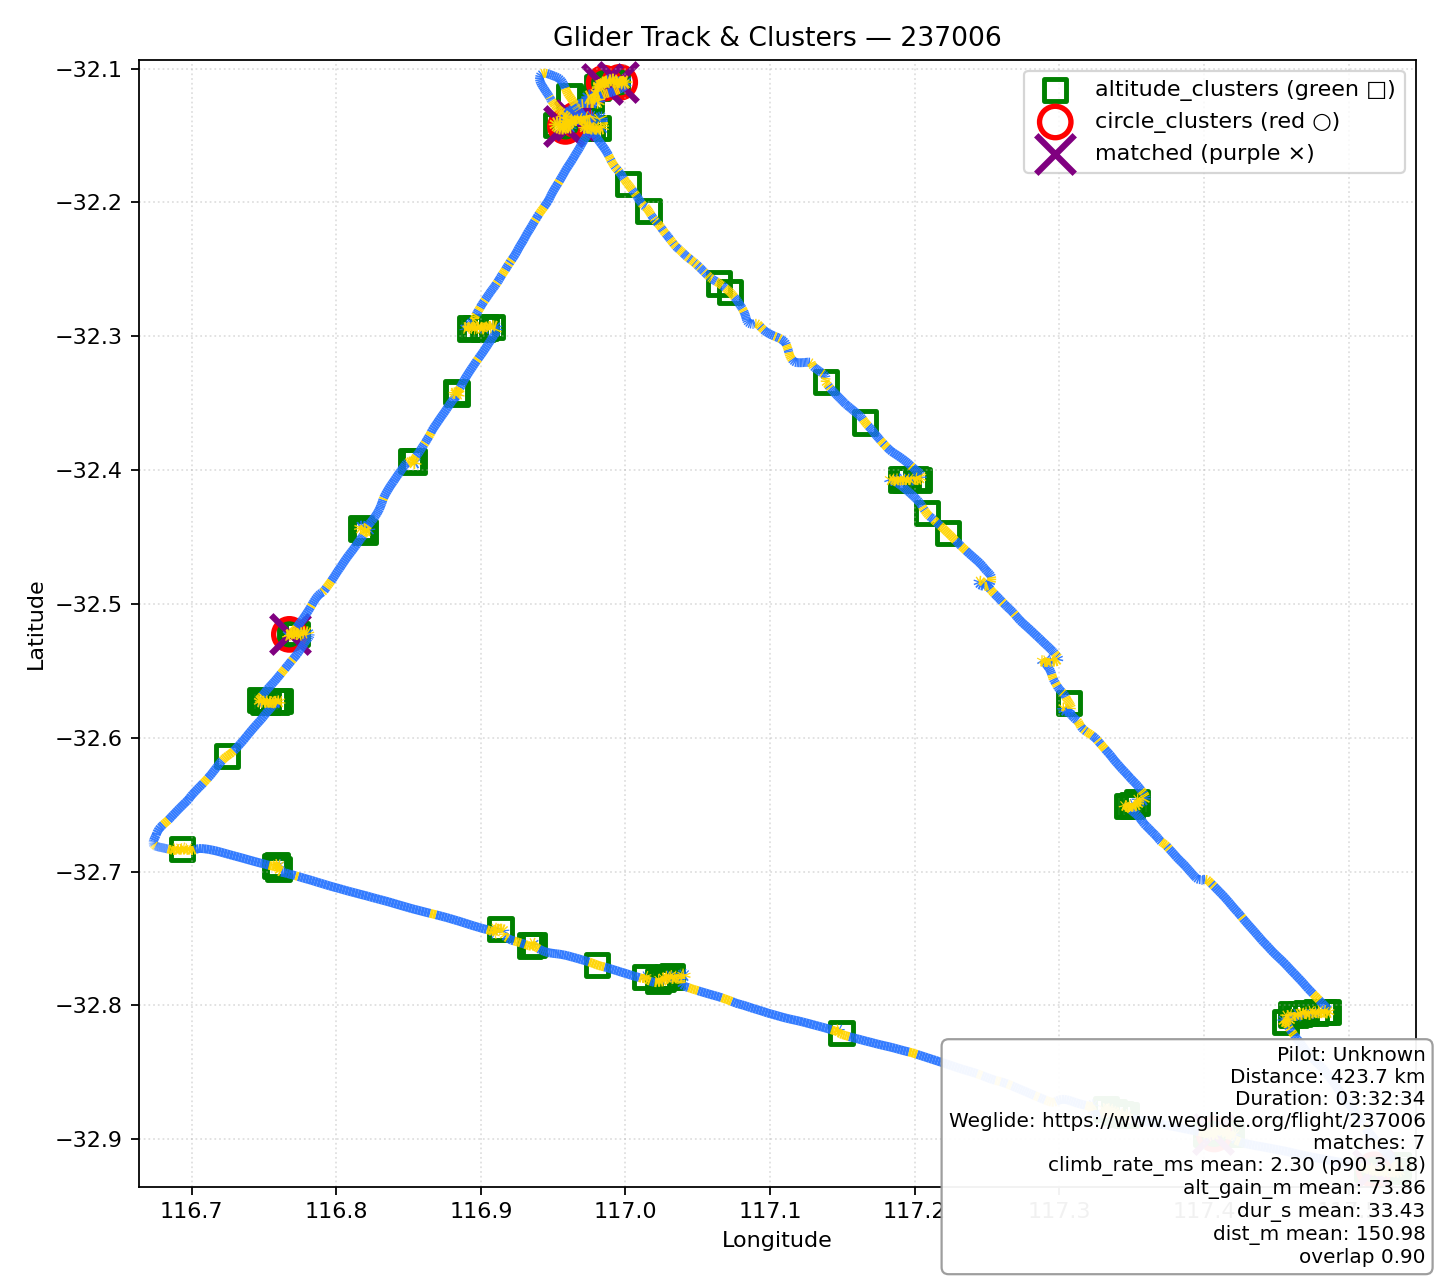 Glider Track & Clusters — 237006
altitude_clusters (green □)
circle_clusters (red ○)
matched (purple ×)
Latitude
−32.1
−32.2
−32.3
−32.4
−32.5
−32.6
−32.7
−32.8
−32.9
116.7 116.8 116.9 117.0 117.1 117.2 117.3
Longitude
Pilot: Unknown
Distance: 423.7 km
Duration: 03:32:34
Weglide: https://www.weglide.org/flight/237006
matches: 7
climb_rate_ms mean: 2.30 (p90 3.18)
alt_gain_m mean: 73.86
dur_s mean: 33.43
dist_m mean: 150.98
overlap 0.90